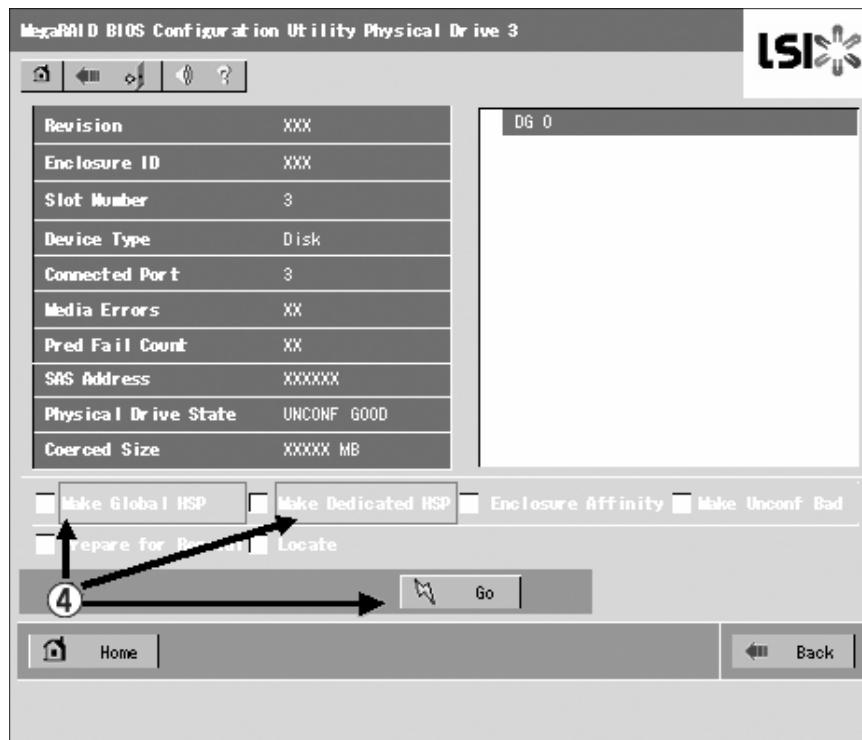 MegaRAID BIOS Configuration Utility Physical Drive 3
LSI
?
Revision XXX
Enclosure ID XXX
Slot Number 3
Device Type Disk
Connected Port 3
Media Errors XX
Pred Fail Count XX
SAS Address XXXXXX
Physical Drive State UNCONF GOOD
Coerced Size XXXXX MB
DG 0
Make Global HSP Make Dedicated HSP Enclosure Affinity Make Unconf Bad
Prepare for Removal Locate
④
Go
Home Back